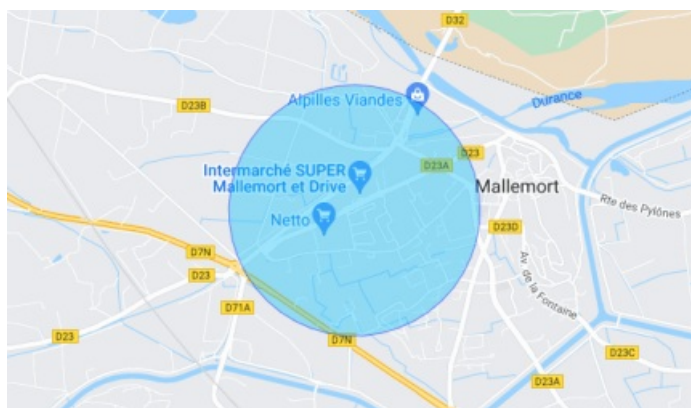 D32
Alpilles Viandes
D23B
Durance
D23
D23A
Intermarché SUPER
Mallemort et Drive
Mallemort
Rte des Pylônes
Netto
D23D
D7N
D23
Av. de la Fontaine
D71A
D23
D7N
D23C
D23A